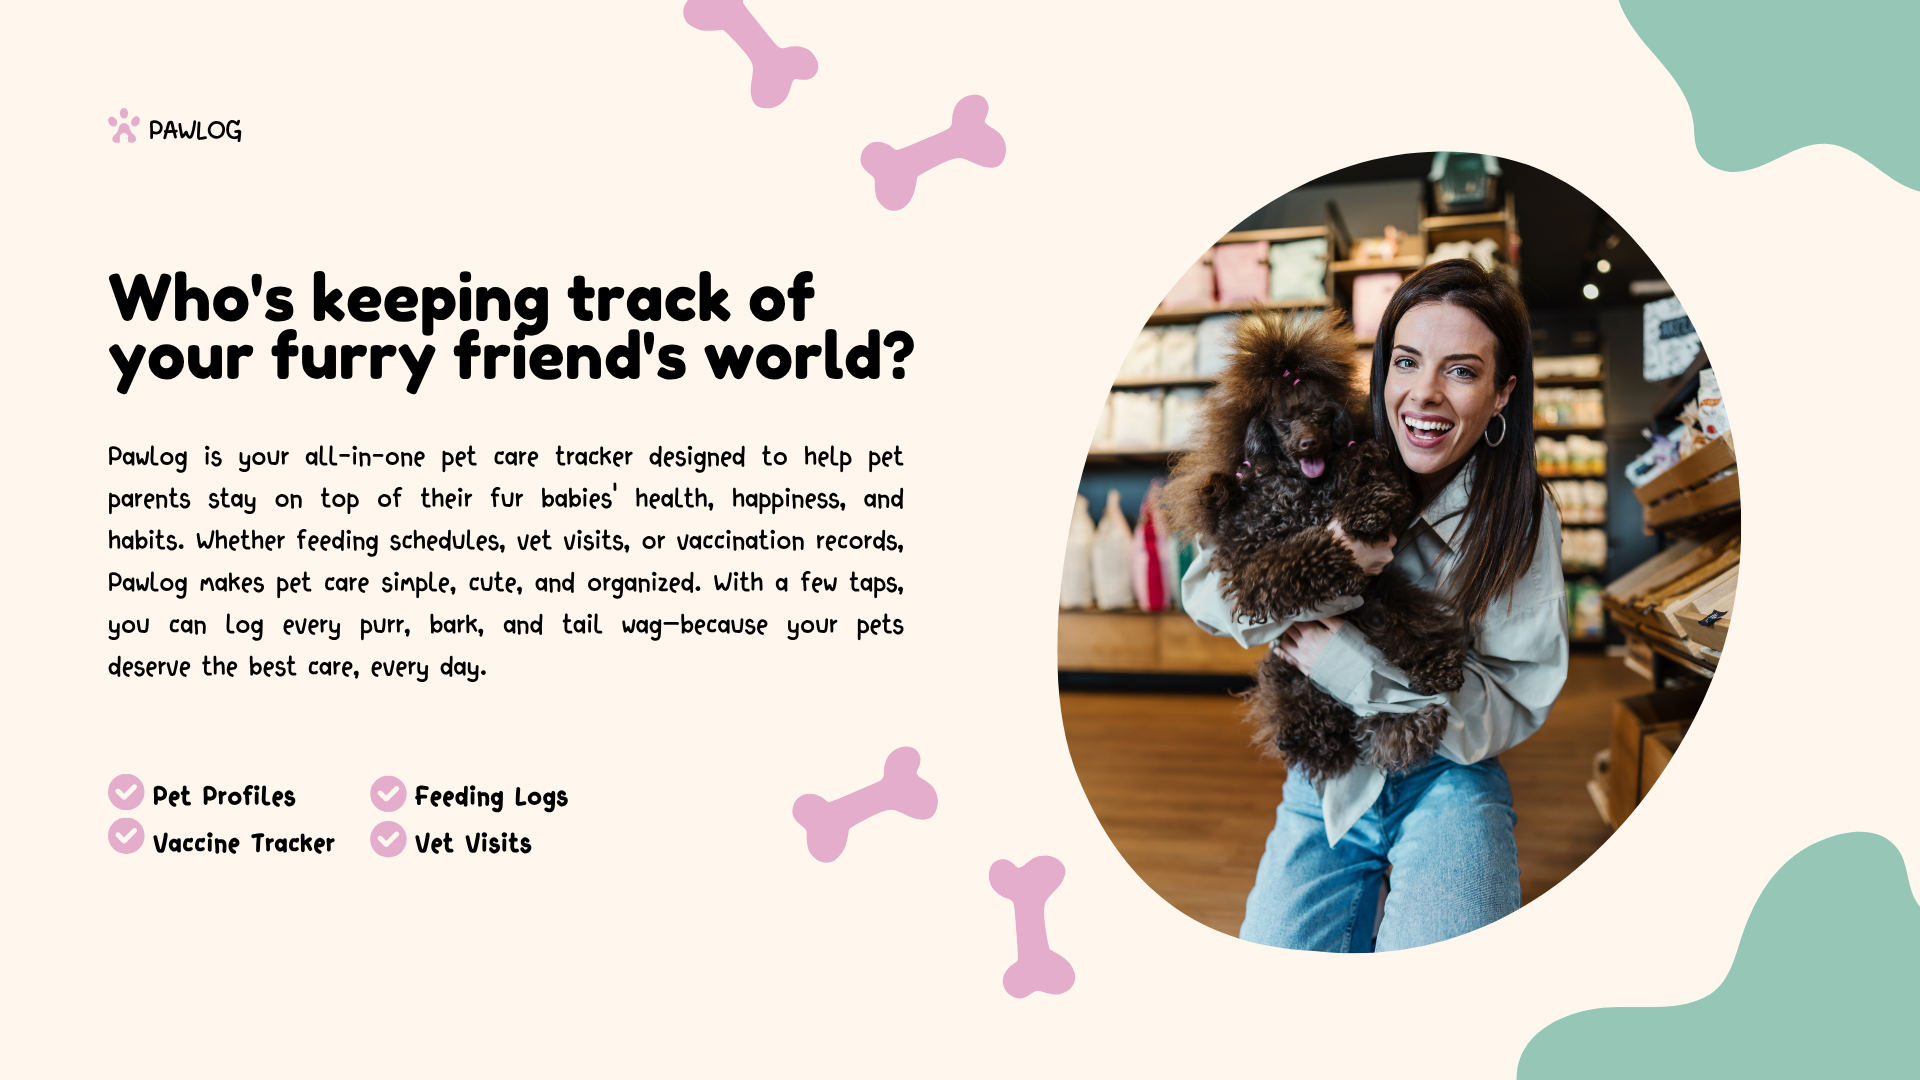 PAWLOG
Who's keeping track of
your furry friend's world?
Pawlog is your all-in-one pet care tracker designed to help pet
parents stay on top of their fur babies' health, happiness, and
habits. Whether feeding schedules, vet visits, or vaccination records,
Pawlog makes pet care simple, cute, and organized. With a few taps,
you can log every purr, bark, and tail wag—because your pets
deserve the best care, every day.
Pet Profiles
Feeding Logs
Vaccine Tracker
Vet Visits